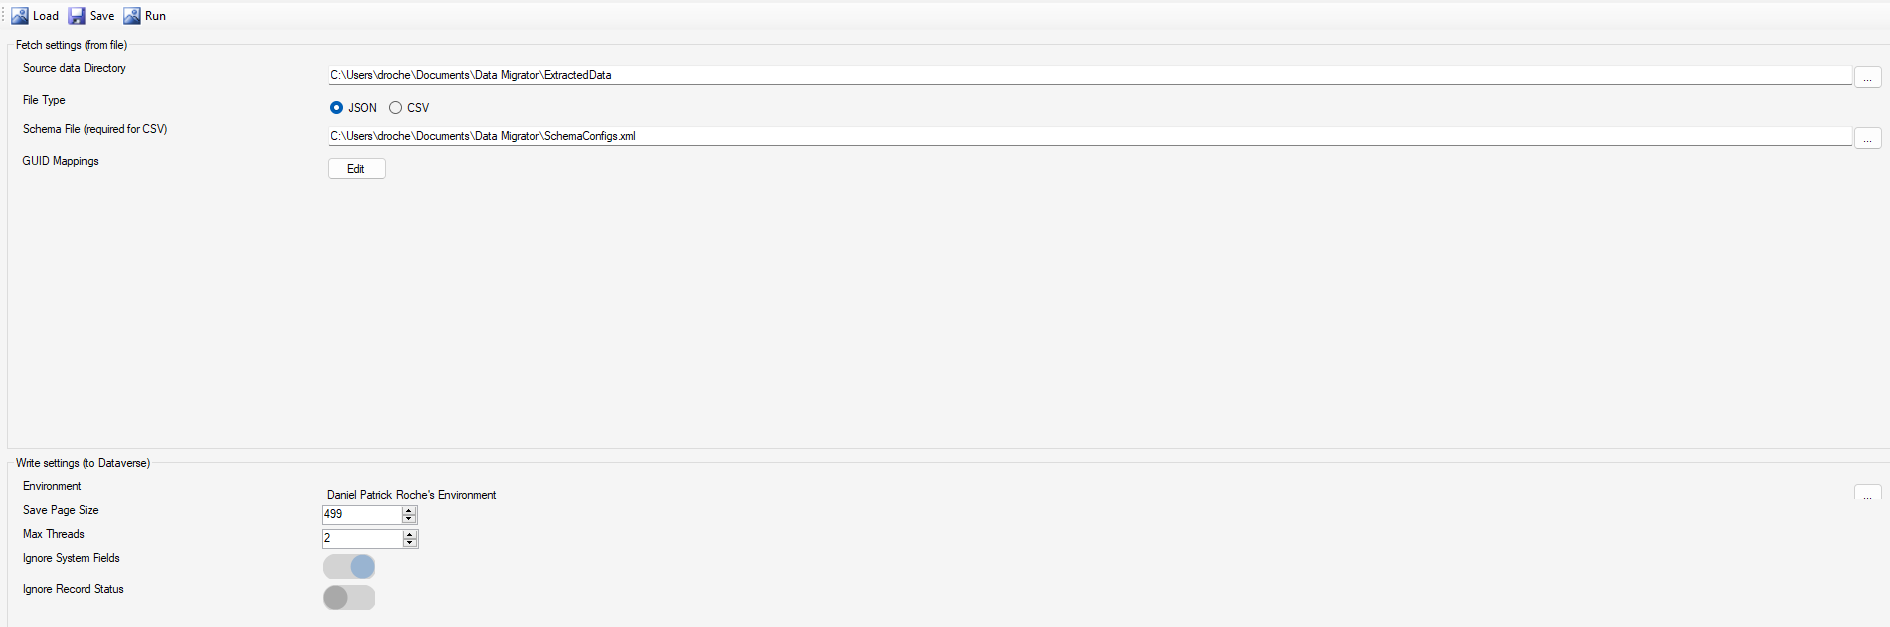 Load Save Run
Fetch settings (from file)
Source data Directory C:\Users\droche\Documents\Data Migrator\ExtractedData ...
File Type JSON CSV
Schema File (required for CSV) C:\Users\droche\Documents\Data Migrator\SchemaConfigs.xml ...
GUID Mappings Edit
Write settings (to Dataverse)
Environment Daniel Patrick Roche's Environment ...
Save Page Size 499
Max Threads 2
Ignore System Fields
Ignore Record Status